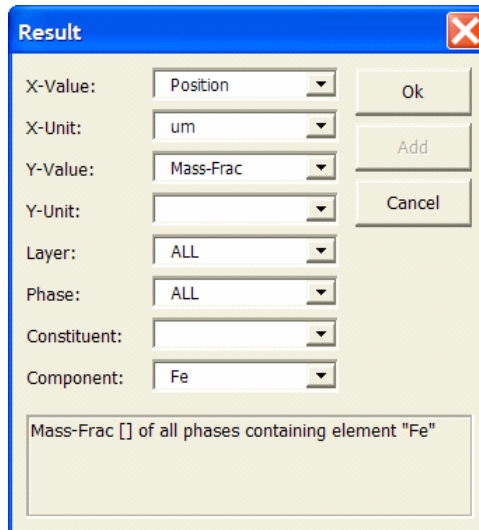 Result
X-Value: Position
Ok
X-Unit: um
Add
Y-Value: Mass-Frac
Cancel
Y-Unit:
Layer: ALL
Phase: ALL
Constituent:
Component: Fe
Mass-Frac [] of all phases containing element "Fe"